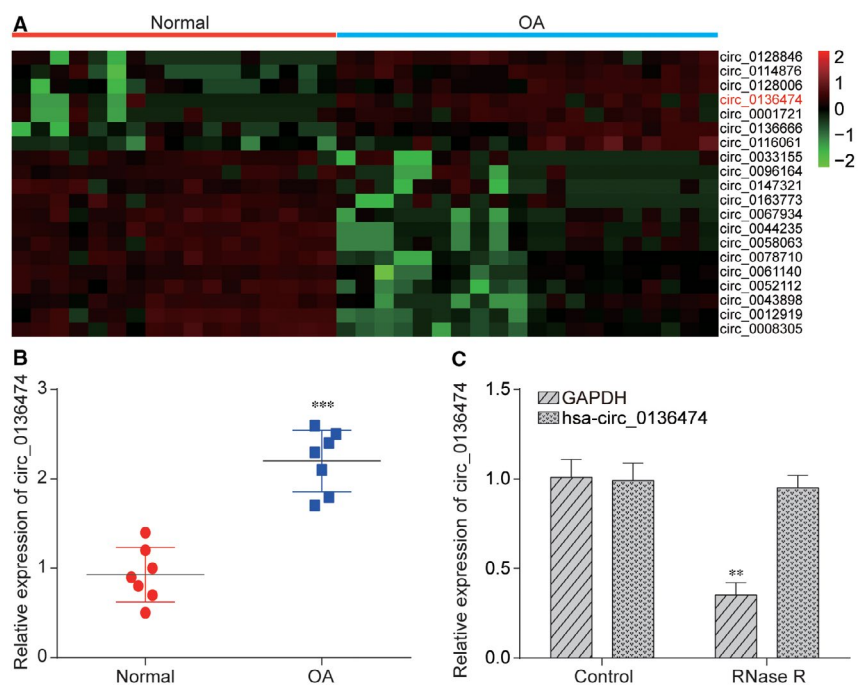 A
Normal
OA
circ_0128846
circ_0114876
circ_0128006
circ_0136474
circ_0001721
circ_0136666
circ_0116061
circ_0033155
circ_0096164
circ_0147321
circ_0163773
circ_0067934
circ_0044235
circ_0058063
circ_0078710
circ_0061140
circ_0052112
circ_0043898
circ_0012919
circ_0008305
2
1
0
−1
−2
B
Relative expression of circ_0136474
3
2
1
0
***
Normal
OA
C
Relative expression of circ_0136474
1.5
1.0
0.5
0.0
GAPDH
hsa-circ_0136474
**
Control
RNase R